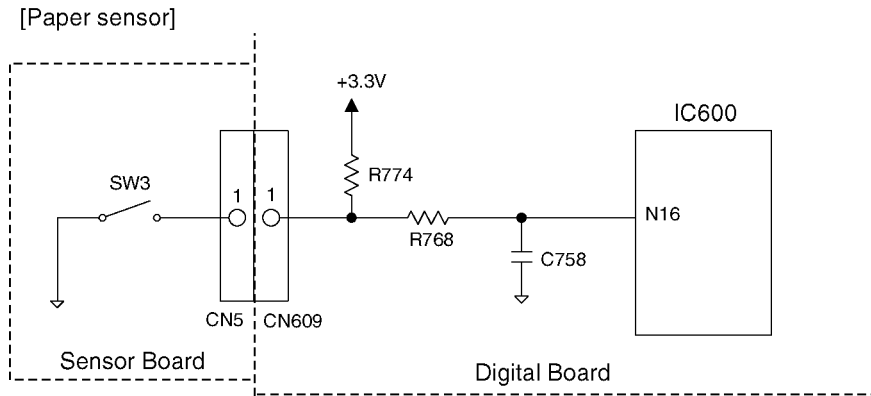 [Paper sensor]
+3.3V
IC600
R774
SW3
1
1
N16
R768
C758
CN5
CN609
Sensor Board
Digital Board